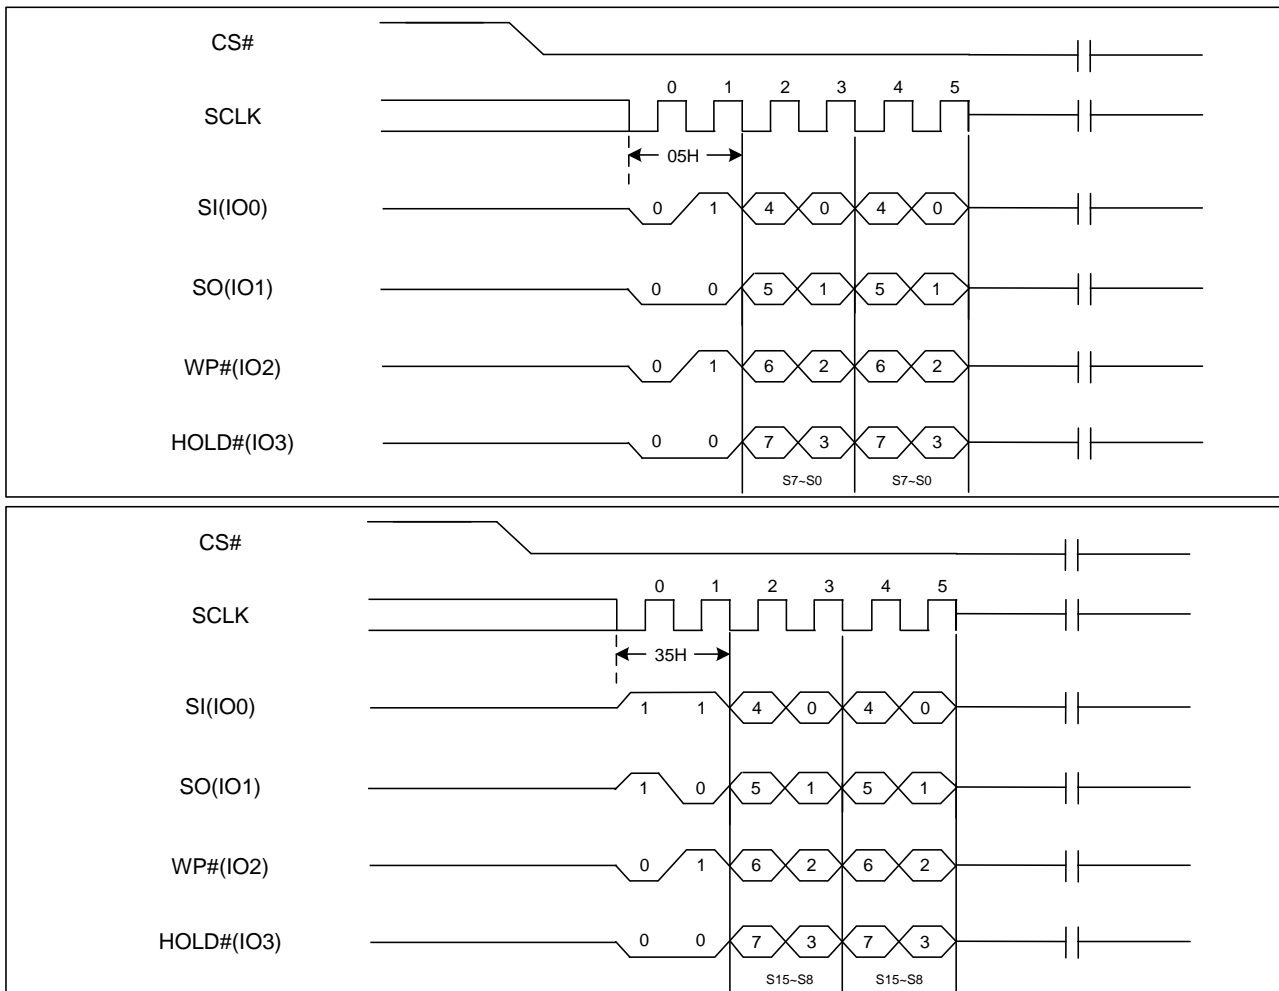 CS#
0 1 2 3 4 5
SCLK
05H
SI(IO0) 0 1 4 0 4 0
SO(IO1) 0 0 5 1 5 1
WP#(IO2) 0 1 6 2 6 2
HOLD#(IO3) 0 0 7 3 7 3
S7~S0 S7~S0
CS#
0 1 2 3 4 5
SCLK
35H
SI(IO0) 1 1 4 0 4 0
SO(IO1) 1 0 5 1 5 1
WP#(IO2) 0 1 6 2 6 2
HOLD#(IO3) 0 0 7 3 7 3
S15~S8 S15~S8